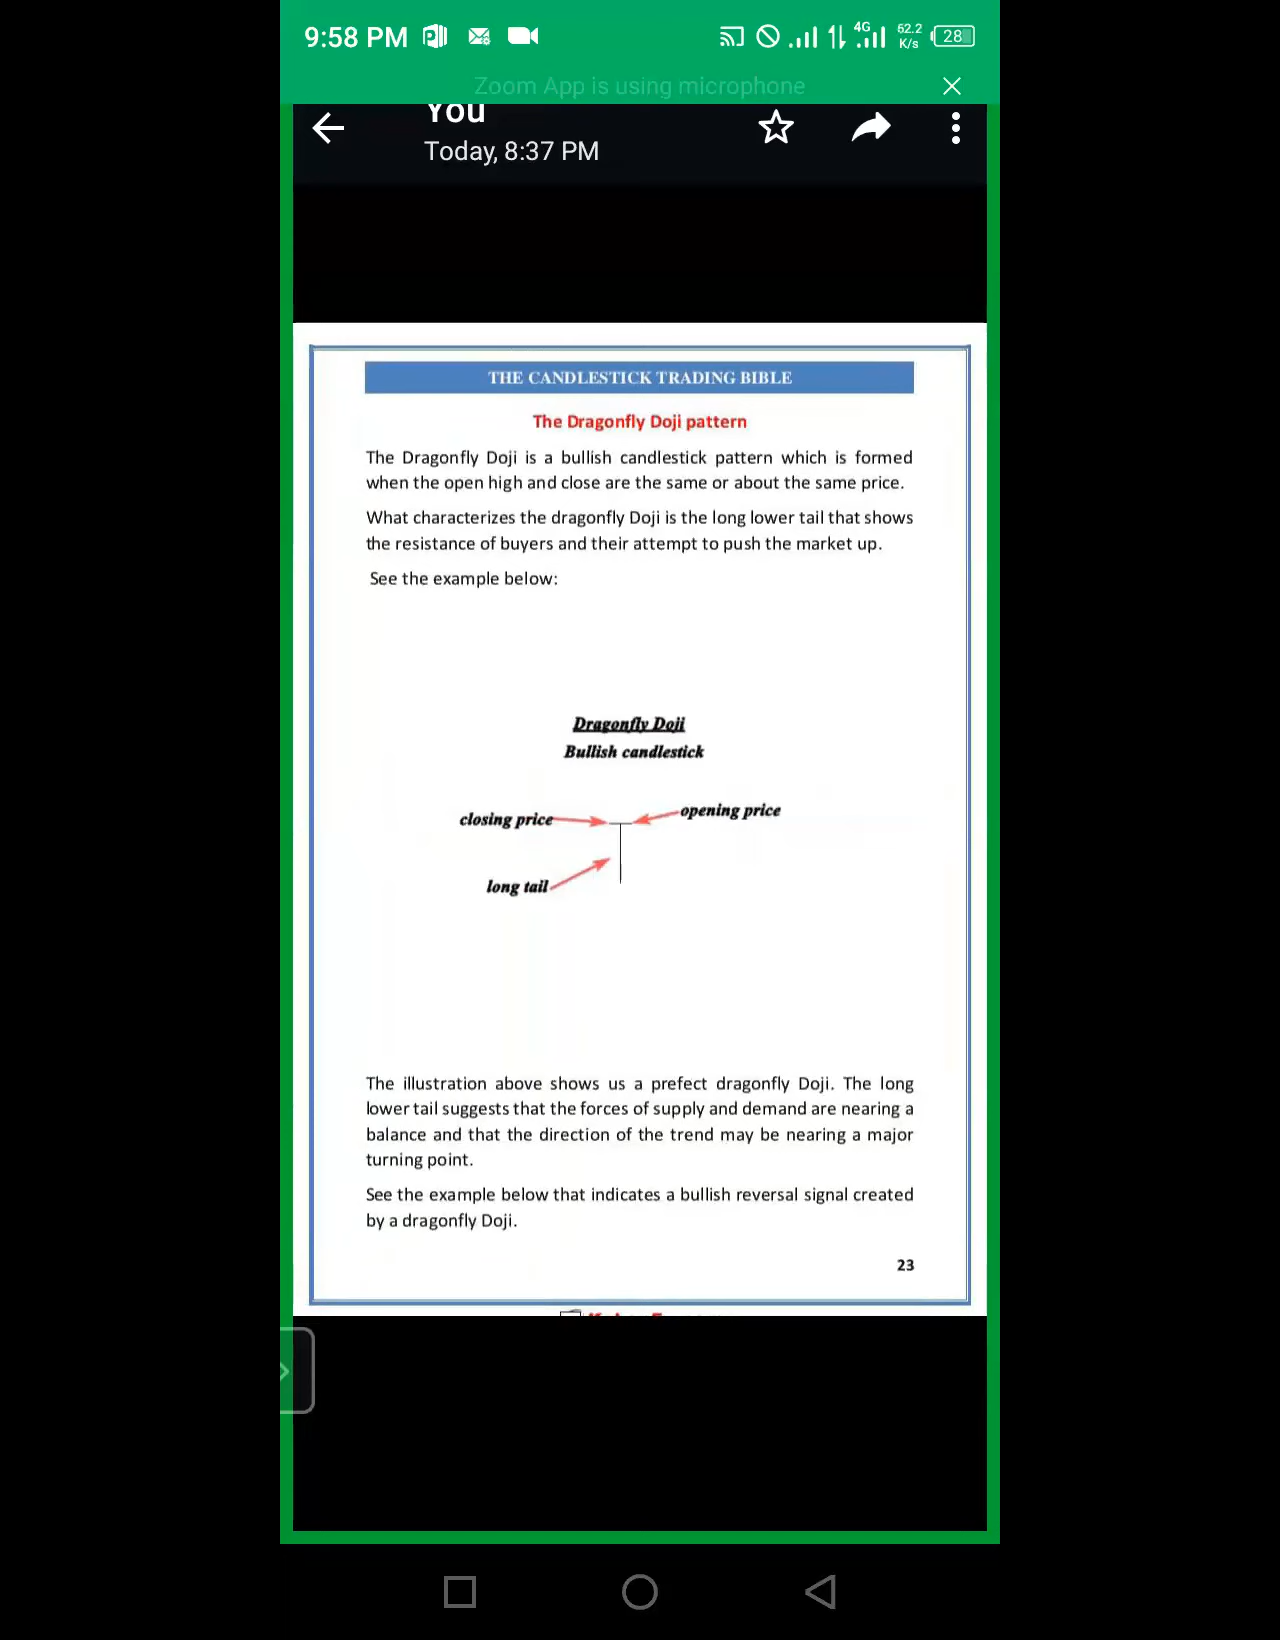 9:58 PM
4G
52.2
K/s
28
Zoom App is using microphone
You
Today, 8:37 PM
THE CANDLESTICK TRADING BIBLE
The Dragonfly Doji pattern
The Dragonfly Doji is a bullish candlestick pattern which is formed
when the open high and close are the same or about the same price.
What characterizes the dragonfly Doji is the long lower tail that shows
the resistance of buyers and their attempt to push the market up.
See the example below:
Dragonfly Doji
Bullish candlestick
closing price
opening price
long tail
The illustration above shows us a prefect dragonfly Doji. The long
lower tail suggests that the forces of supply and demand are nearing a
balance and that the direction of the trend may be nearing a major
turning point.
See the example below that indicates a bullish reversal signal created
by a dragonfly Doji.
23